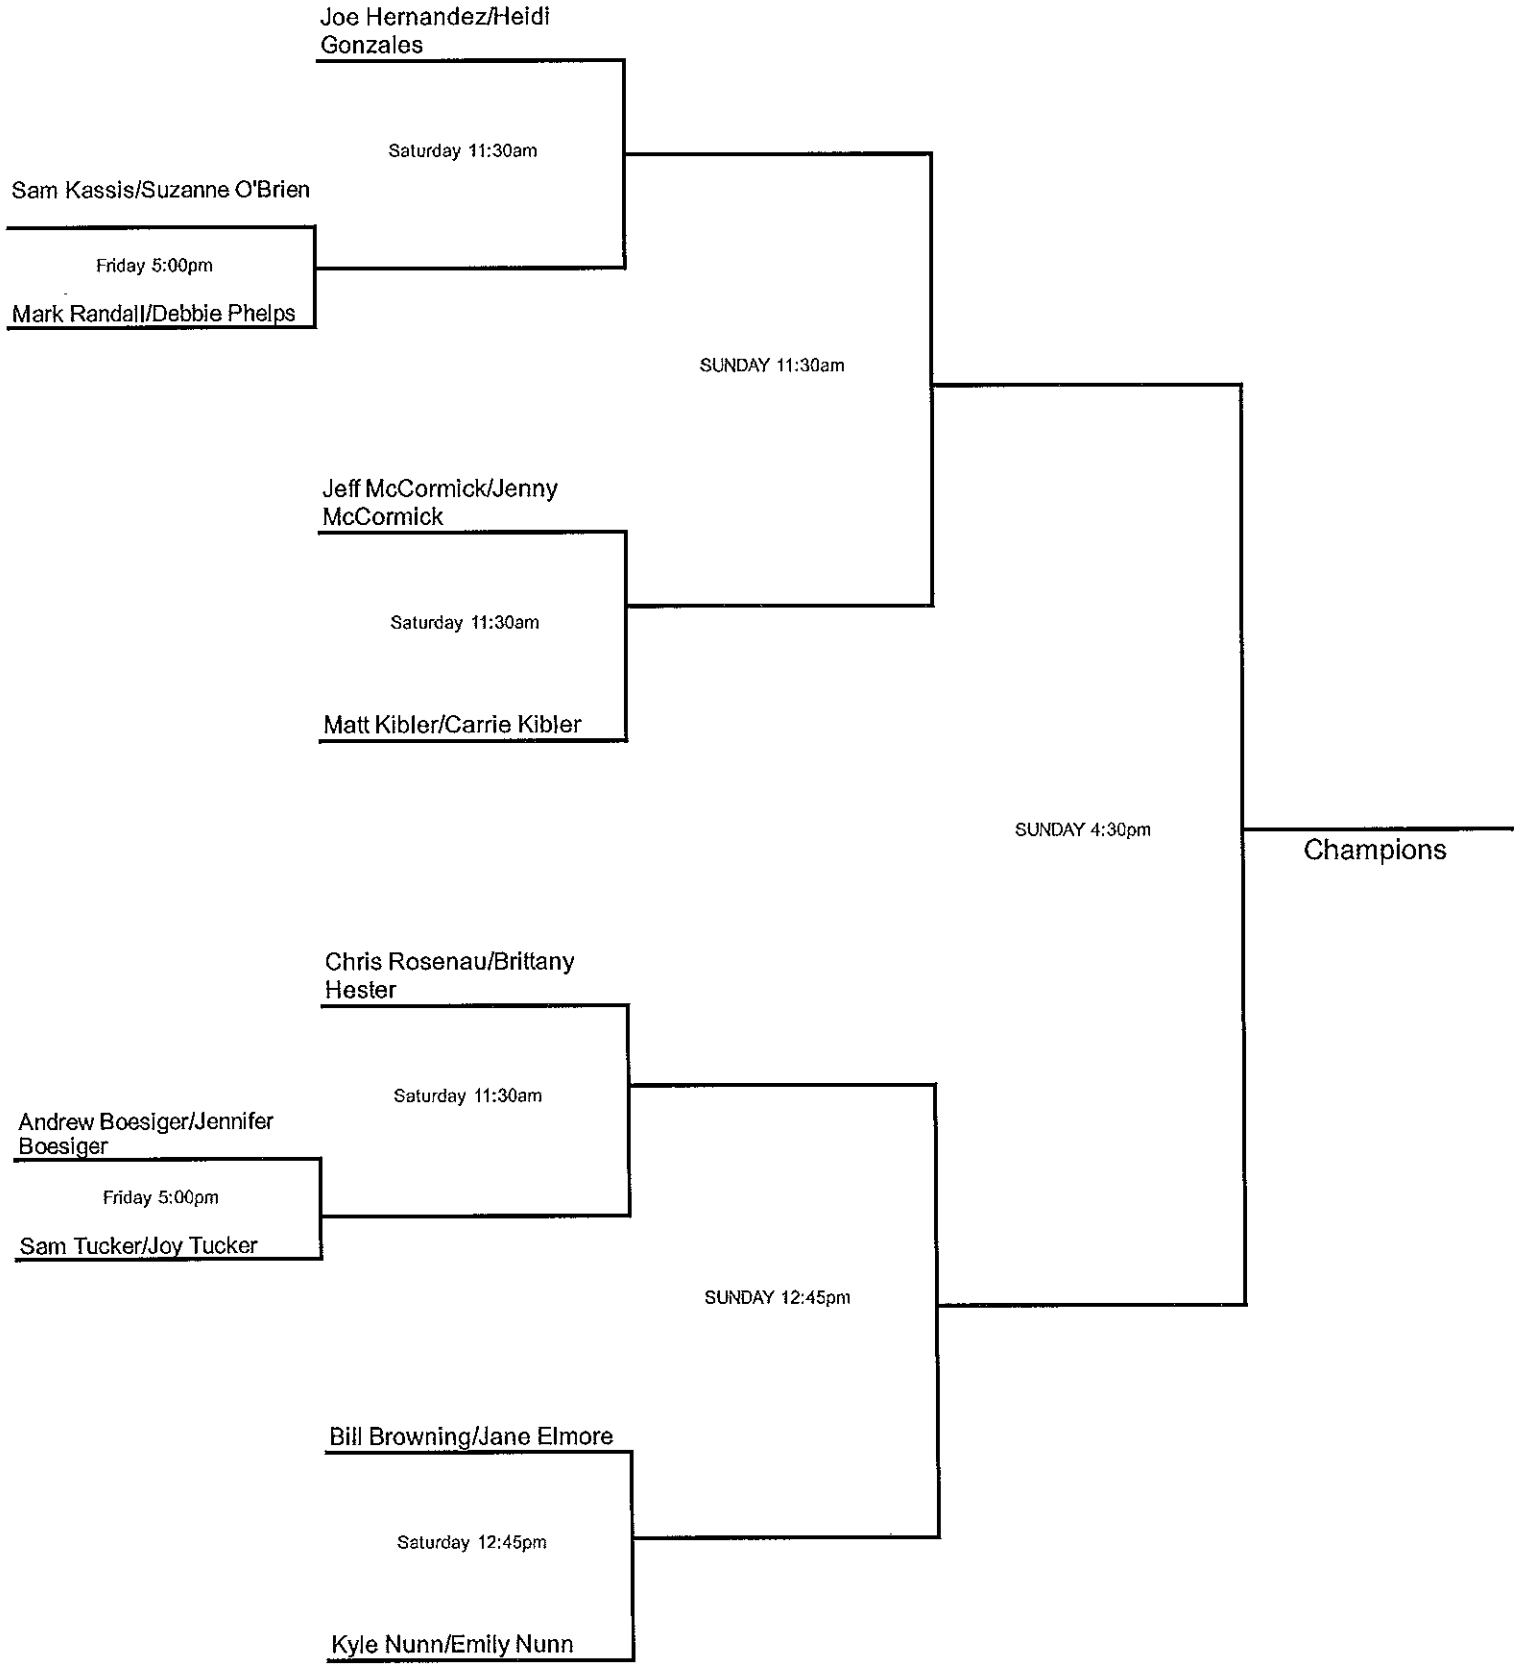 Joe Hernandez/Heidi
Gonzales
Saturday 11:30am
Sam Kassis/Suzanne O'Brien
Friday 5:00pm
Mark Randall/Debbie Phelps
SUNDAY 11:30am
Jeff McCormick/Jenny
McCormick
Saturday 11:30am
Matt Kibler/Carrie Kibler
SUNDAY 4:30pm
Champions
Chris Rosenau/Brittany
Hester
Saturday 11:30am
Andrew Boesiger/Jennifer
Boesiger
Friday 5:00pm
Sam Tucker/Joy Tucker
SUNDAY 12:45pm
Bill Browning/Jane Elmore
Saturday 12:45pm
Kyle Nunn/Emily Nunn